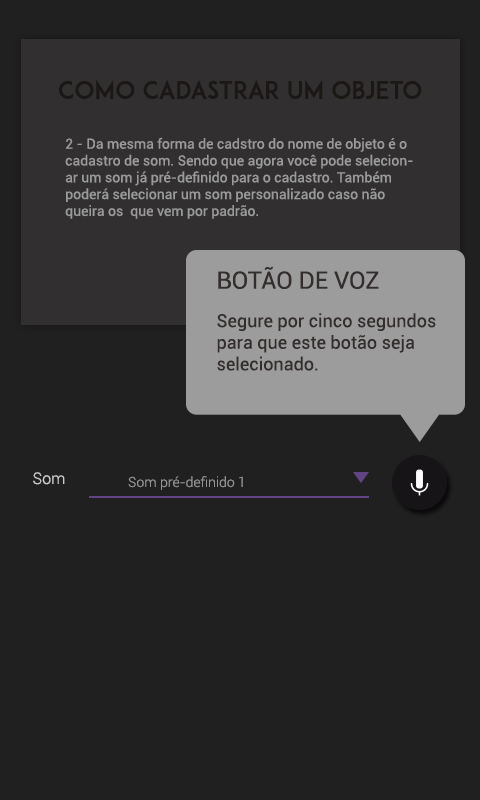 COMO CADASTRAR UM OBJETO
2 - Da mesma forma de cadstro do nome de objeto é o
cadastro de som. Sendo que agora você pode selecion-
ar um som já pré-definido para o cadastro. Também
poderá selecionar um som personalizado caso não
queira os  que vem por padrão.
BOTÃO DE VOZ
Segure por cinco segundos
para que este botão seja
selecionado.
Som
Som pré-definido 1